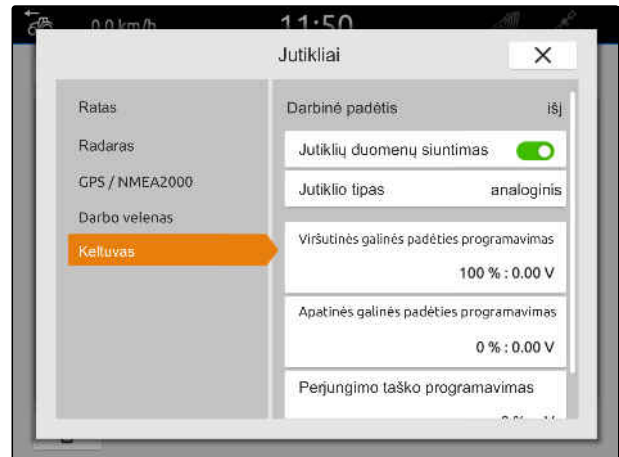 0.0 km/h
11:50
Jutikliai
Ratas
Radaras
GPS / NMEA2000
Darbo velenas
Keltuvas
Darbinė padėtis
išj
Jutiklių duomenų siuntimas
Jutiklio tipas
analoginis
Viršutinės galinės padėties programavimas
100 % : 0.00 V
Apatinės galinės padėties programavimas
0 % : 0.00 V
Perjungimo taško programavimas